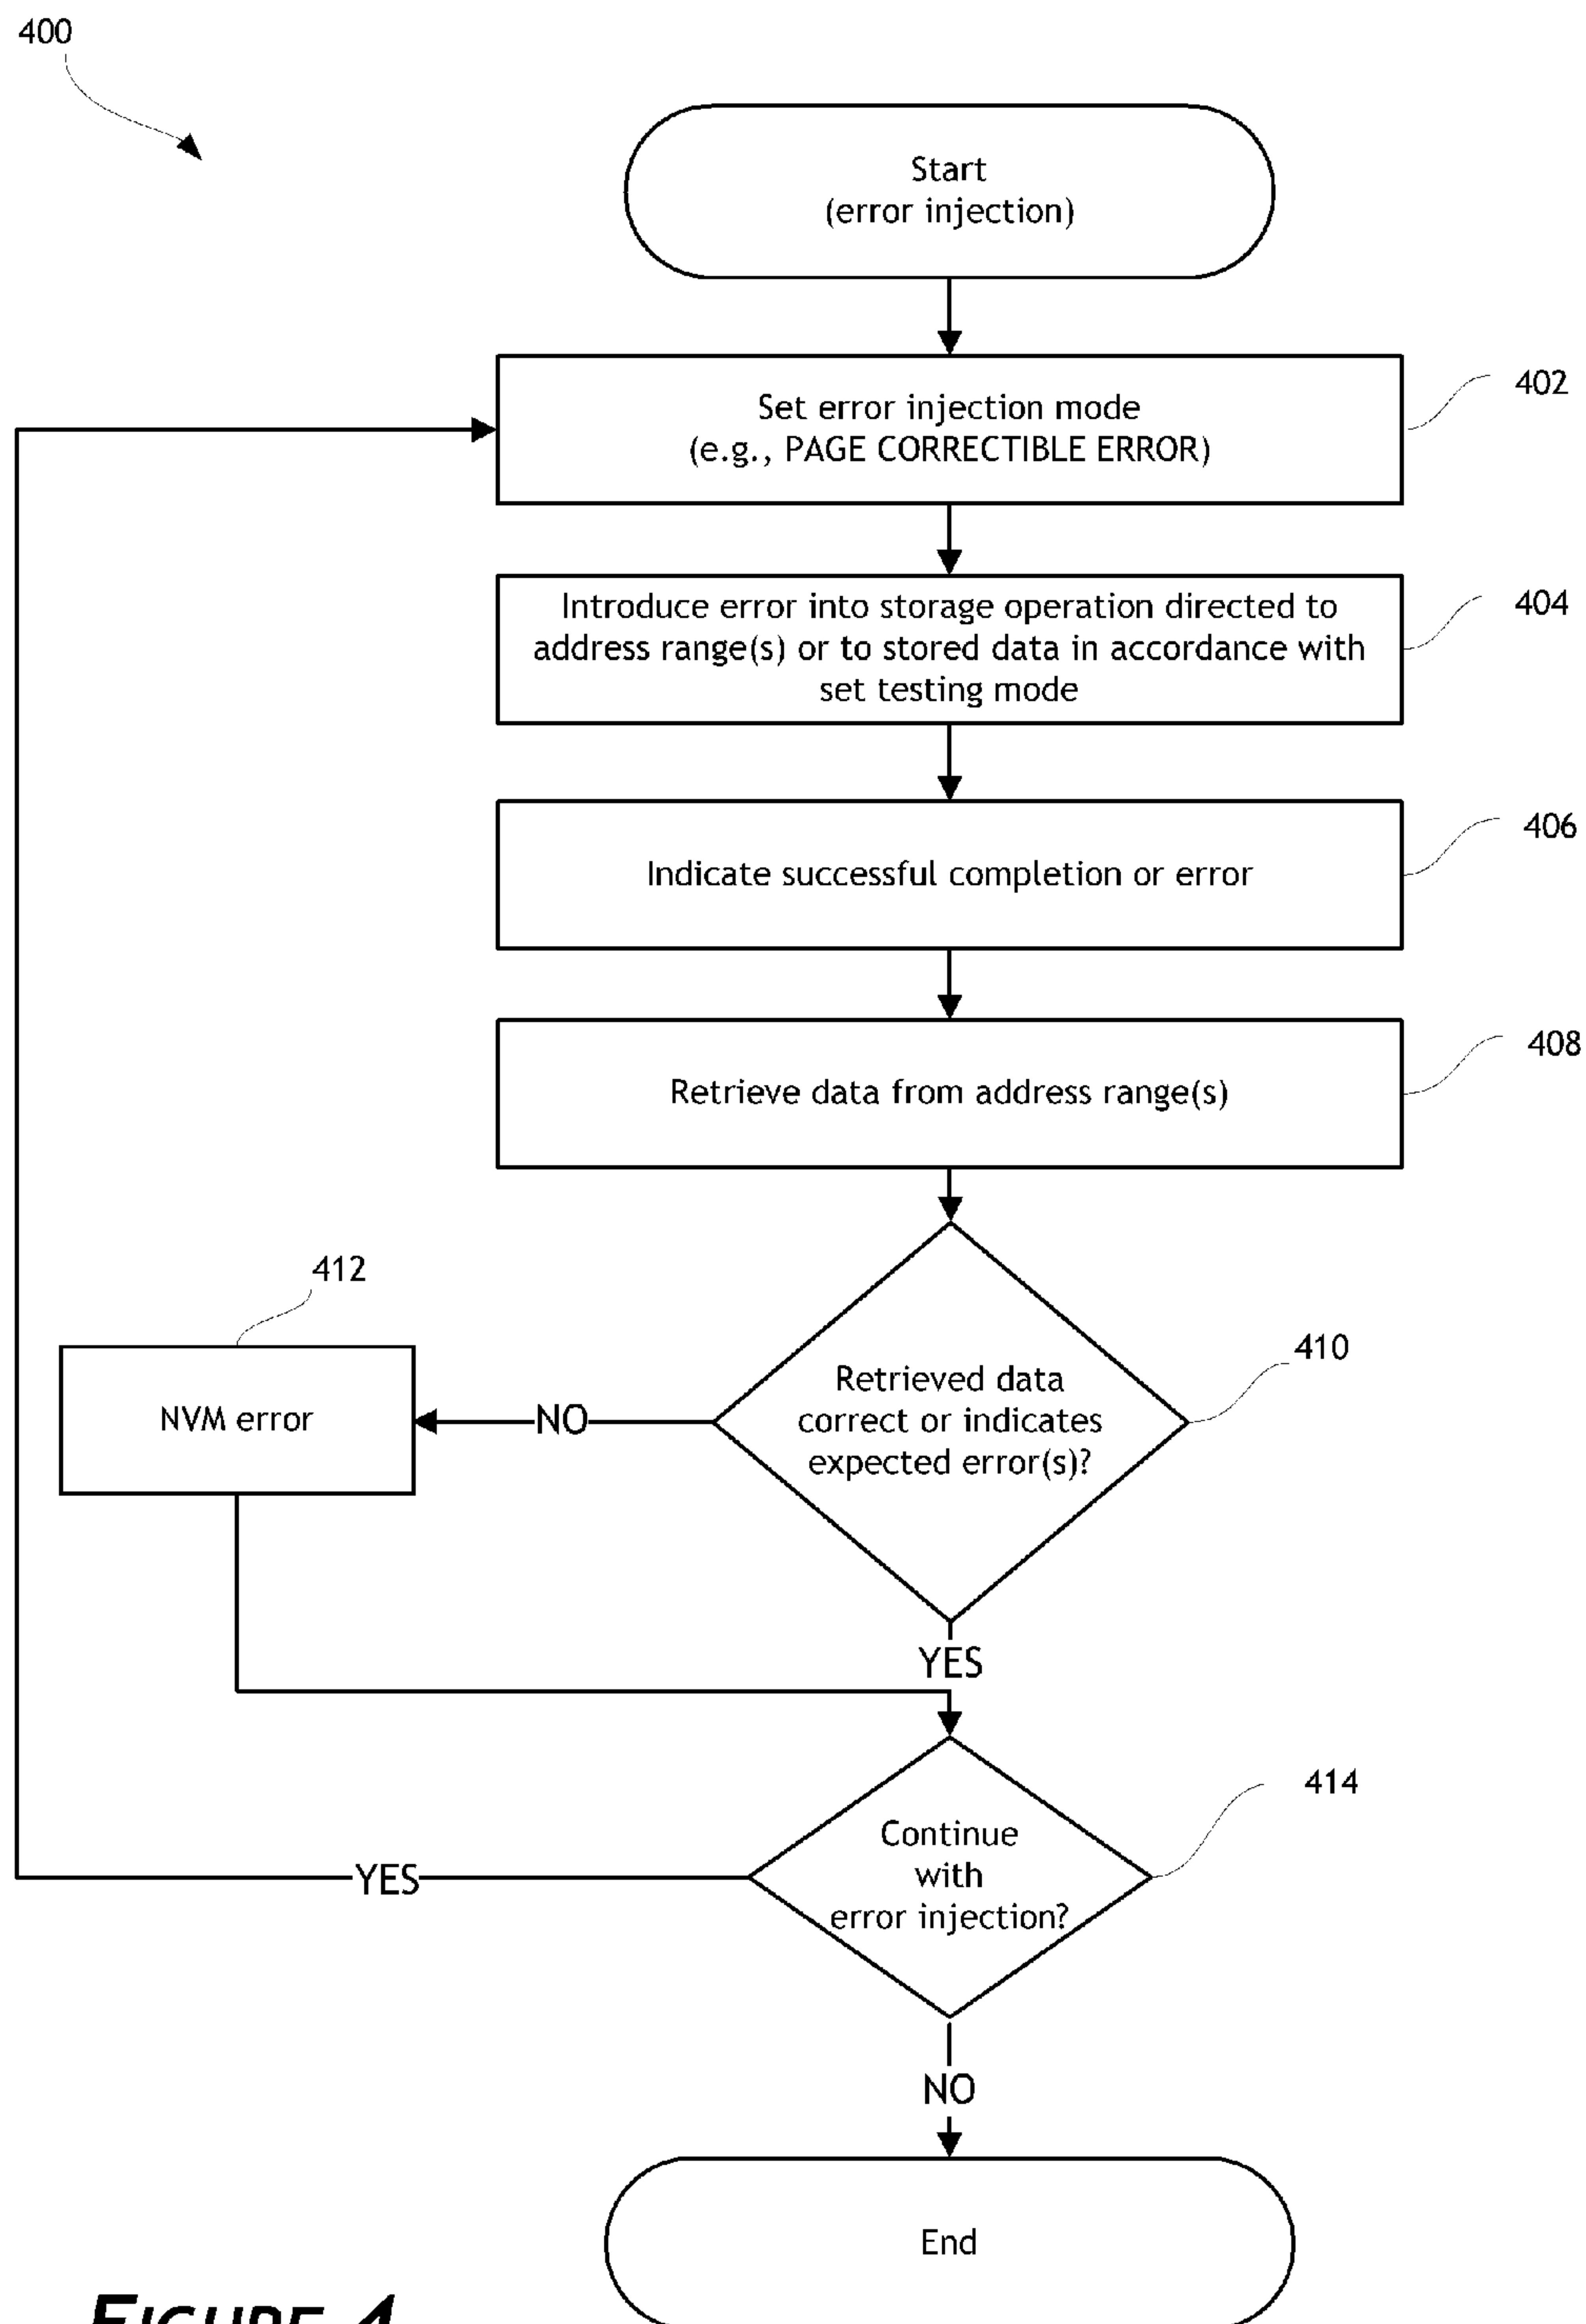 400
Start
(error injection)
Set error injection mode
(e.g., PAGE CORRECTIBLE ERROR)
402
Introduce error into storage operation directed to
address range(s) or to stored data in accordance with
set testing mode
404
Indicate successful completion or error
406
Retrieve data from address range(s)
408
412
NVM error
NO
Retrieved data
correct or indicates
expected error(s)?
410
YES
Continue
with
error injection?
414
YES
NO
End
FIGURE 4